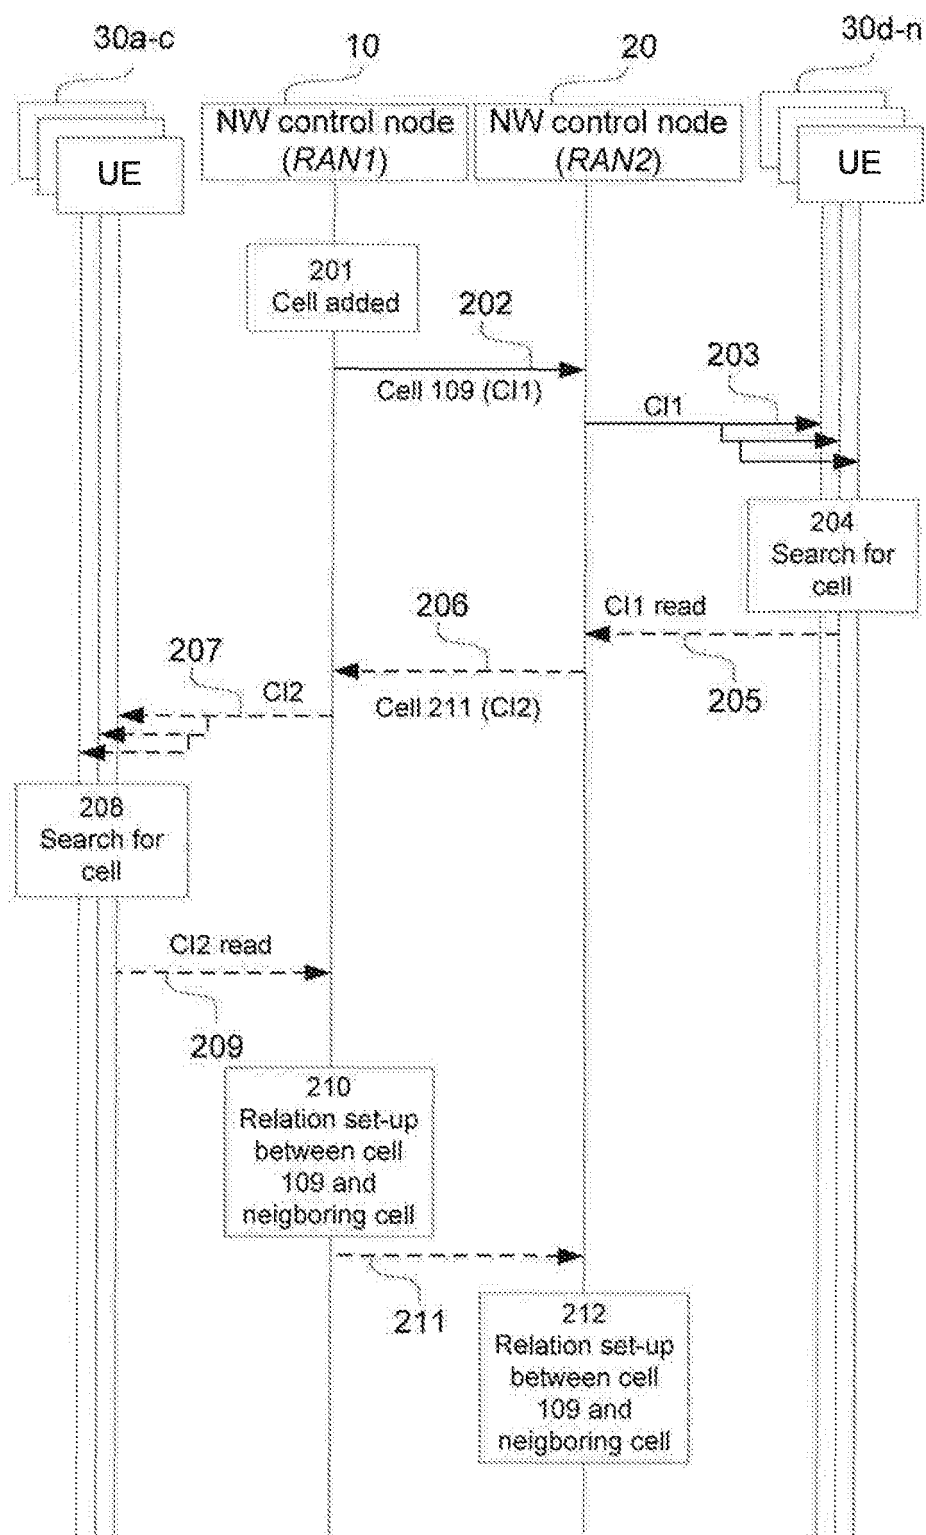 30a-c
10
20
30d-n
UE
NW control node
(RAN1)
NW control node
(RAN2)
UE
201
Cell added
202
Cell 109 (CI1)
203
CI1
204
Search for
cell
CI1 read
205
206
Cell 211 (CI2)
207
CI2
208
Search for
cell
CI2 read
209
210
Relation set-up
between cell
109 and
neigboring cell
211
212
Relation set-up
between cell
109 and
neigboring cell